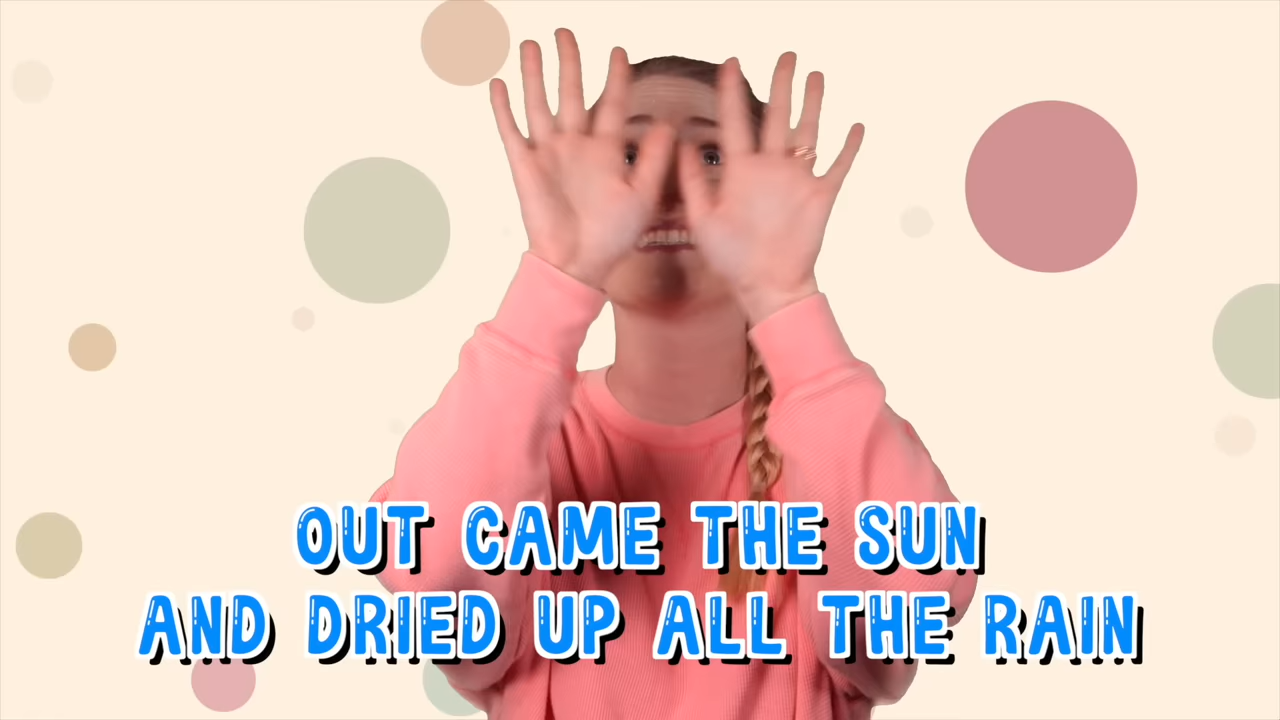 OUT CAME THE SUN
AND DRIED UP ALL THE RAIN